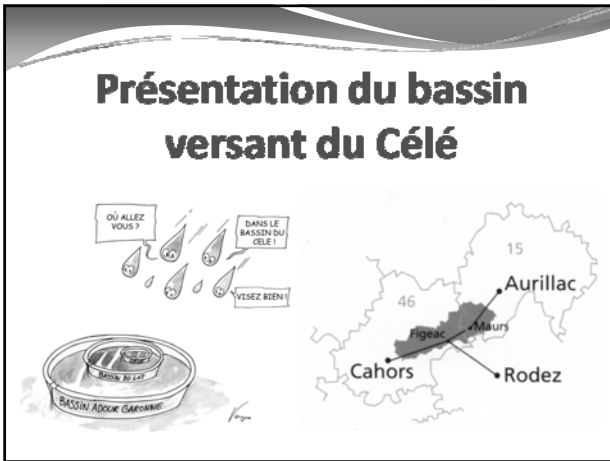 Présentation du bassin
versant du Célé
OÙ ALLEZ
VOUS ?
DANS LE
BASSIN DU
CELE !
VISEZ BIEN !
BASSIN DU LOT
BASSIN ADOUR GARONNE
15
Aurillac
46
Figeac
Maurs
Cahors
Rodez